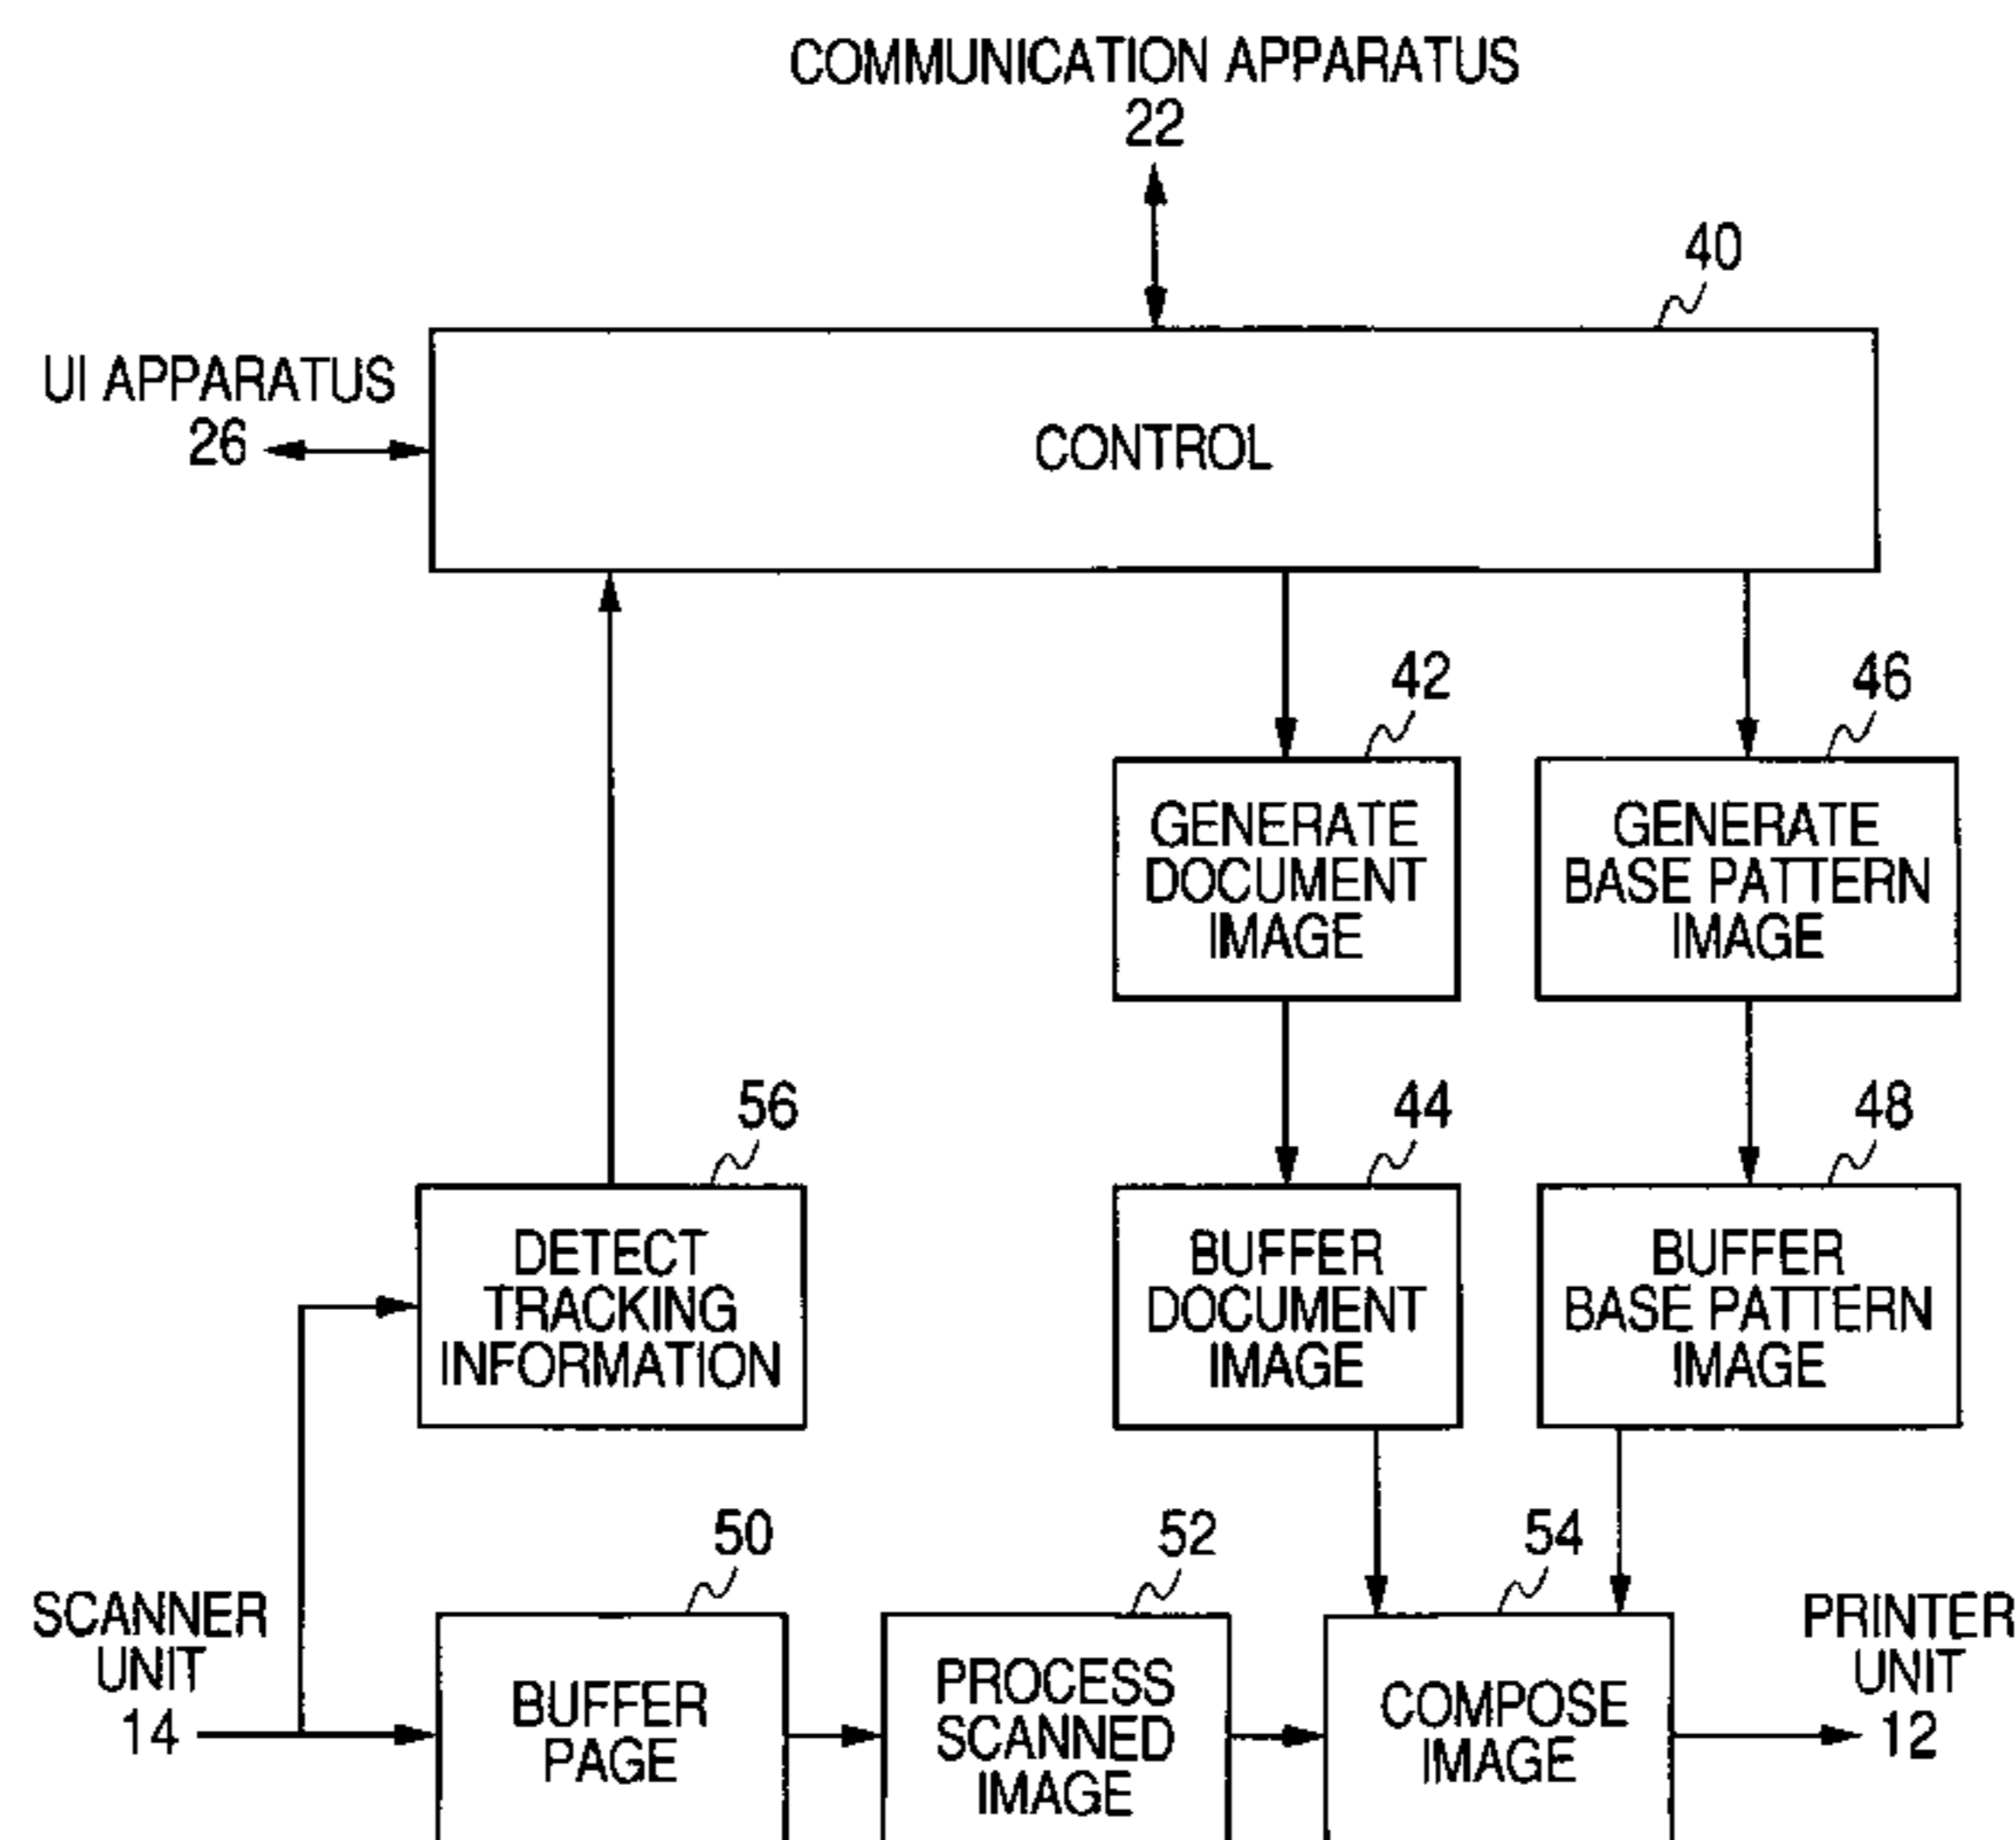 COMMUNICATION APPARATUS
22
40
UI APPARATUS
26
CONTROL
42
46
GENERATE
DOCUMENT
IMAGE
GENERATE
BASE PATTERN
IMAGE
56
44
48
DETECT
TRACKING
INFORMATION
BUFFER
DOCUMENT
IMAGE
BUFFER
BASE PATTERN
IMAGE
50
52
54
SCANNER
UNIT
14
BUFFER
PAGE
PROCESS
SCANNED
IMAGE
COMPOSE
IMAGE
PRINTER
UNIT
12